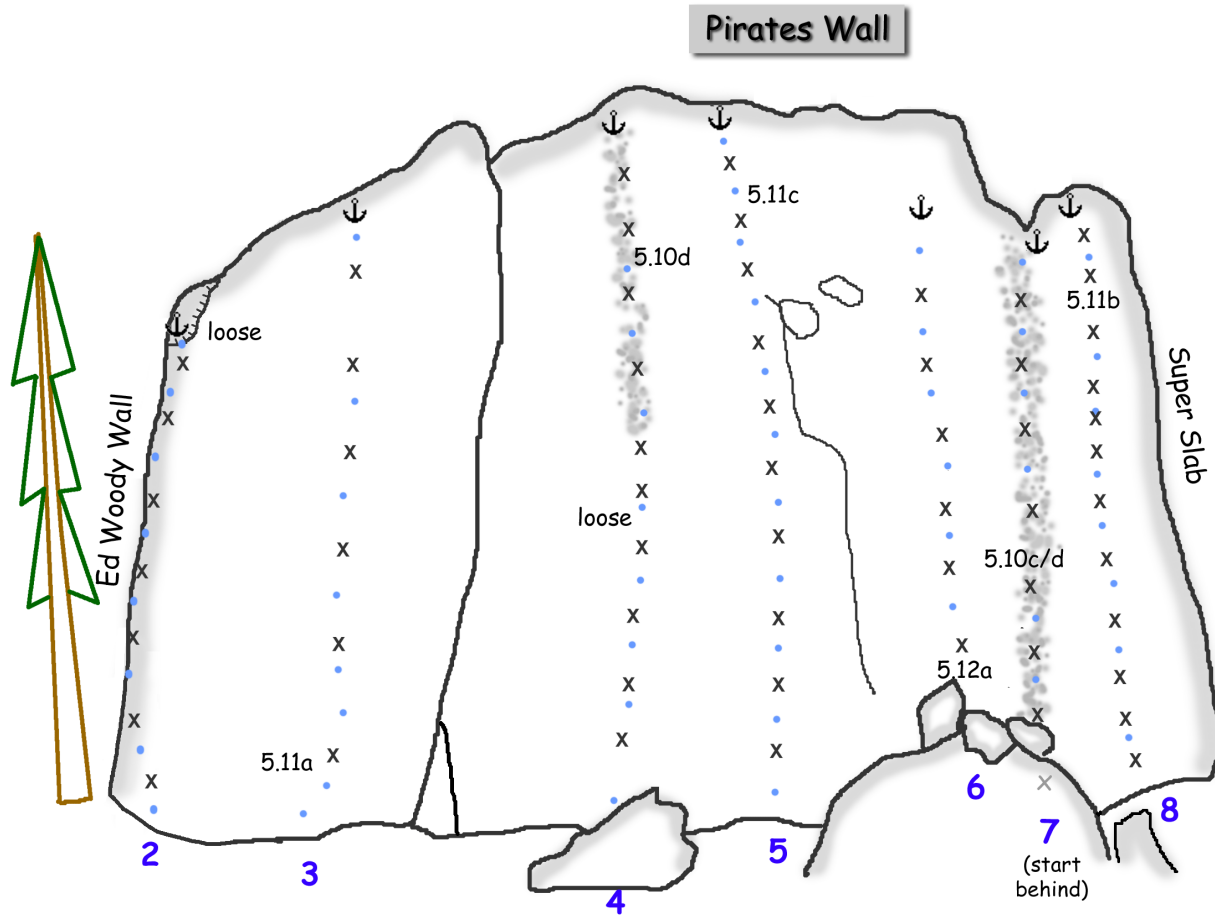 Pirates Wall
5.11c
5.10d
5.11b
loose
Super Slab
Ed Woody Wall
loose
5.10c/d
5.12a
5.11a
6
8
7
2
5
3
(start
behind)
4